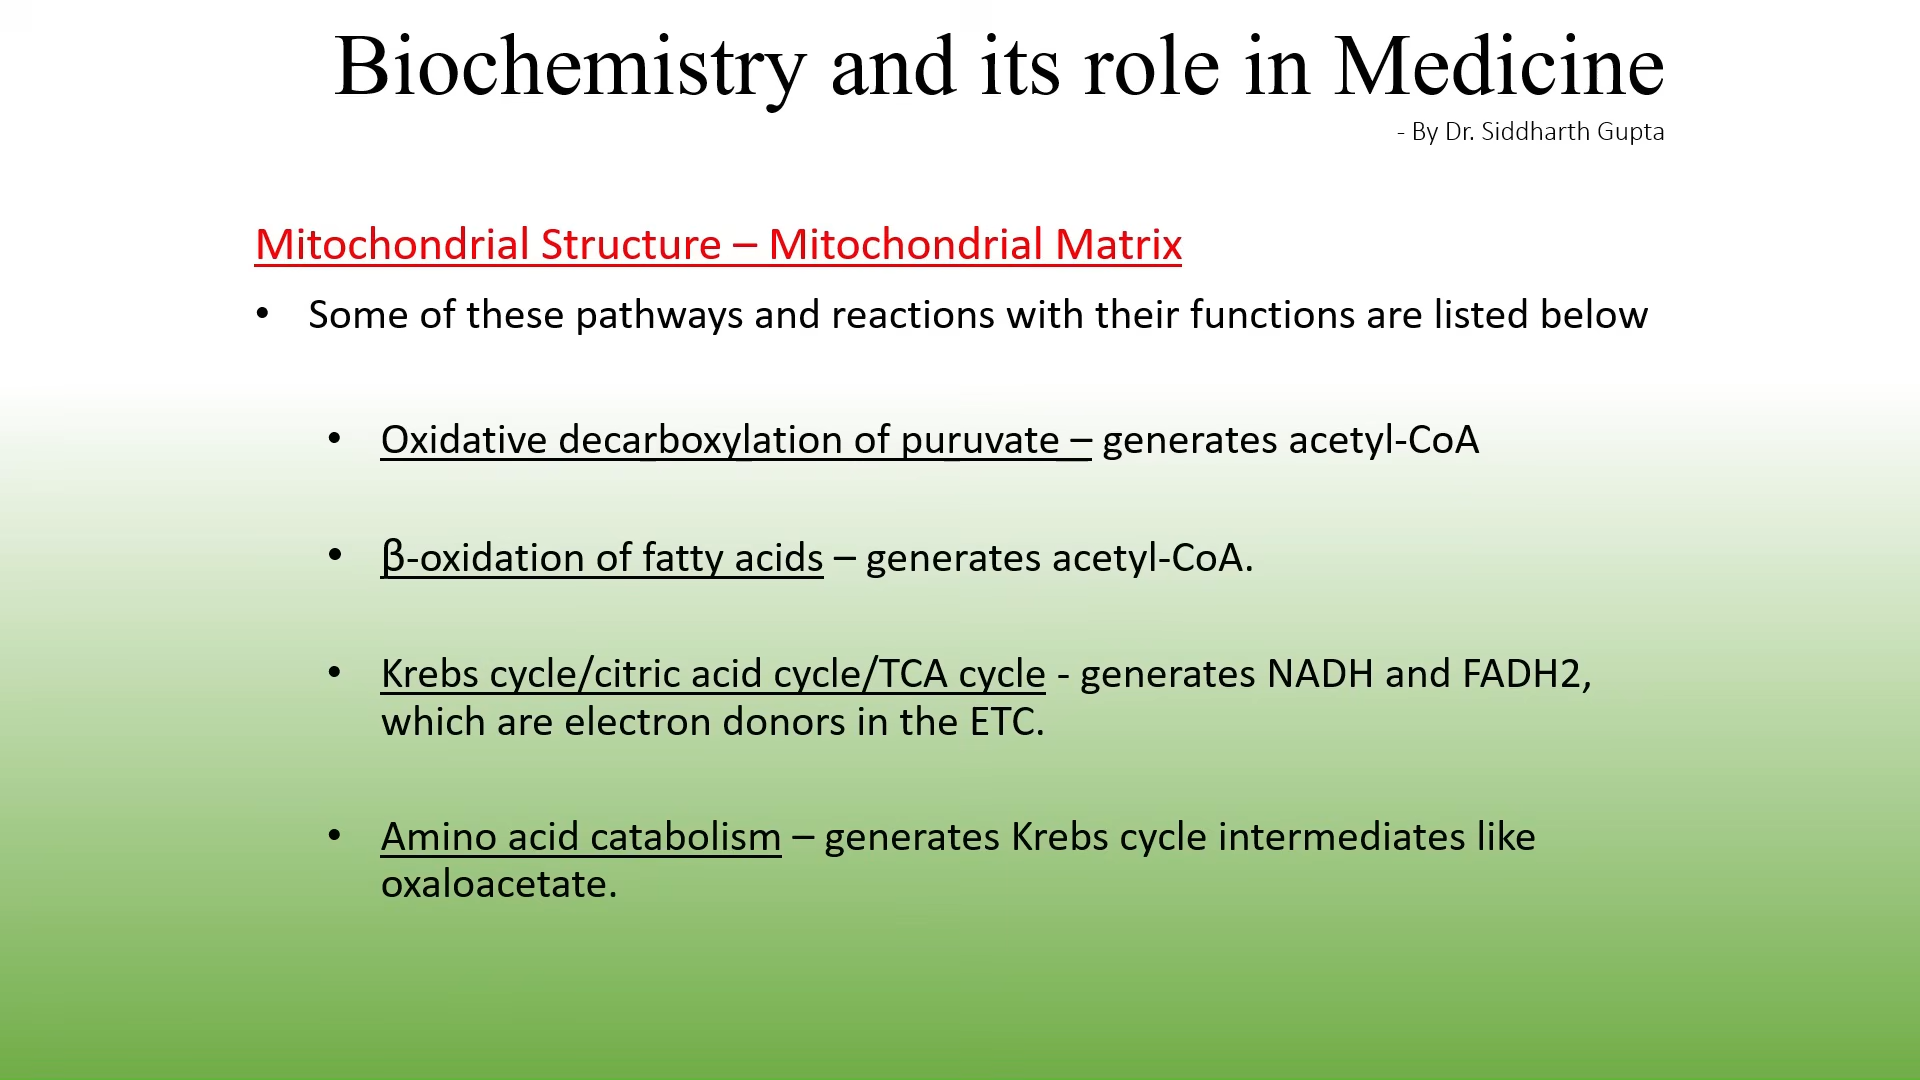 Biochemistry and its role in Medicine
- By Dr. Siddharth Gupta
Mitochondrial Structure – Mitochondrial Matrix
• Some of these pathways and reactions with their functions are listed below
• Oxidative decarboxylation of puruvate – generates acetyl-CoA
• β-oxidation of fatty acids – generates acetyl-CoA.
• Krebs cycle/citric acid cycle/TCA cycle - generates NADH and FADH2,
which are electron donors in the ETC.
• Amino acid catabolism – generates Krebs cycle intermediates like
oxaloacetate.